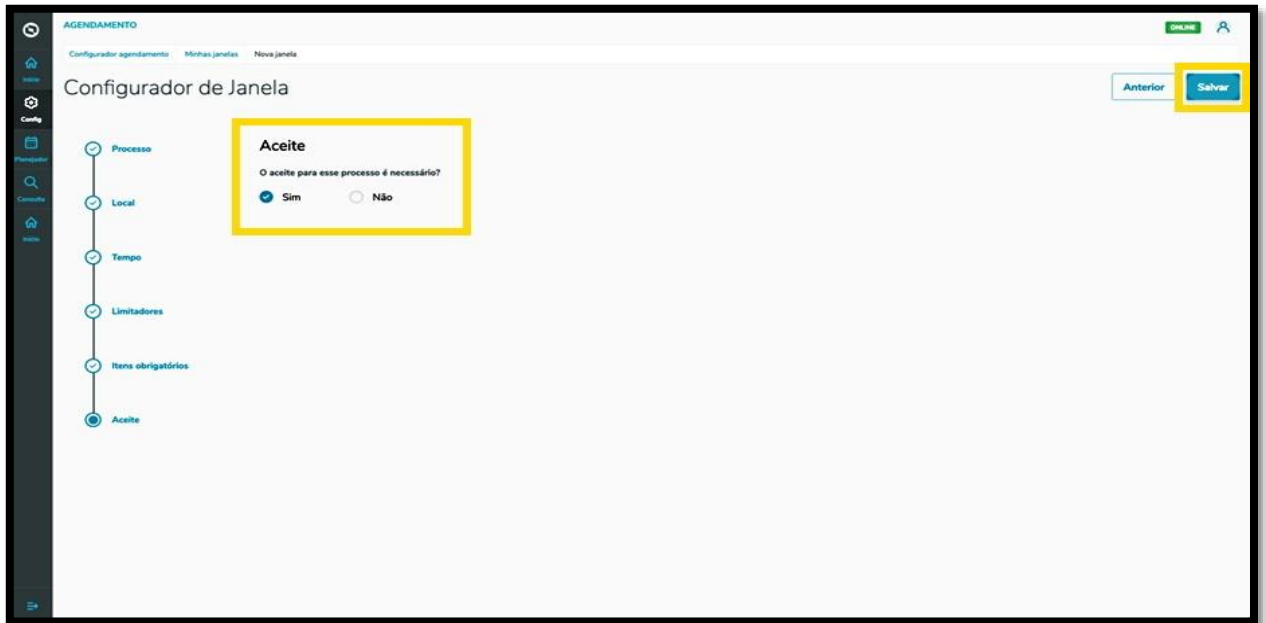 AGENDAMENTO
ONLINE
Configurador agendamento Minhas janelas Nova janela
Início
Configurador de Janela
Anterior
Salvar
Config
Planejador
Consulta
Início
Processo
Local
Tempo
Limitadores
Itens obrigatórios
Aceite
Aceite
O aceite para esse processo é necessário?
Sim Não